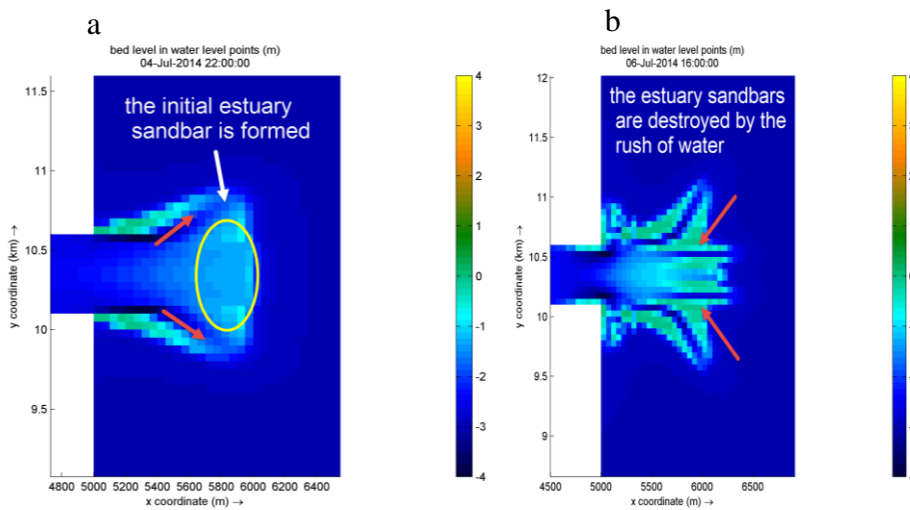 a
bed level in water level points (m)
04-Jul-2014 22:00:00
the initial estuary
sandbar is formed
11.5
11
10.5
10
9.5
y coordinate (km) →
4800 5000 5200 5400 5600 5800 6000 6200 6400
x coordinate (m) →
4
3
2
1
0
-1
-2
-3
-4
b
bed level in water level points (m)
06-Jul-2014 16:00:00
the estuary sandbars
are destroyed by the
rush of water
12
11.5
11
10.5
10
9.5
9
y coordinate (km) →
4500 5000 5500 6000 6500
x coordinate (m) →